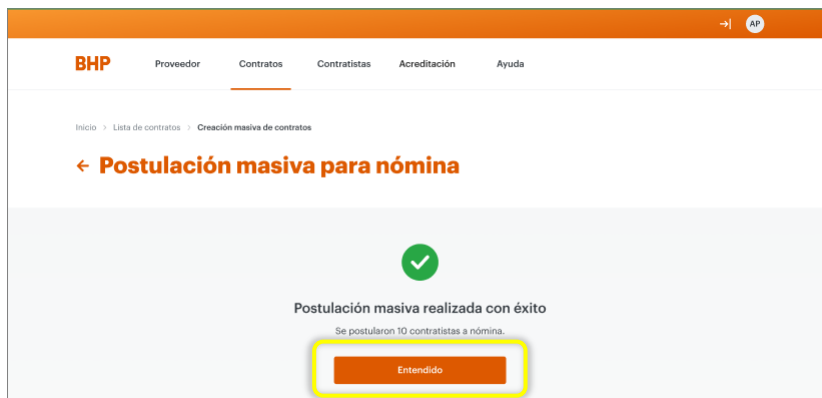 AP
BHP Proveedor Contratos Contratistas Acreditación Ayuda
Inicio > Lista de contratos > Creación masiva de contratos
← Postulación masiva para nómina
Postulación masiva realizada con éxito
Se postularon 10 contratistas a nómina.
Entendido